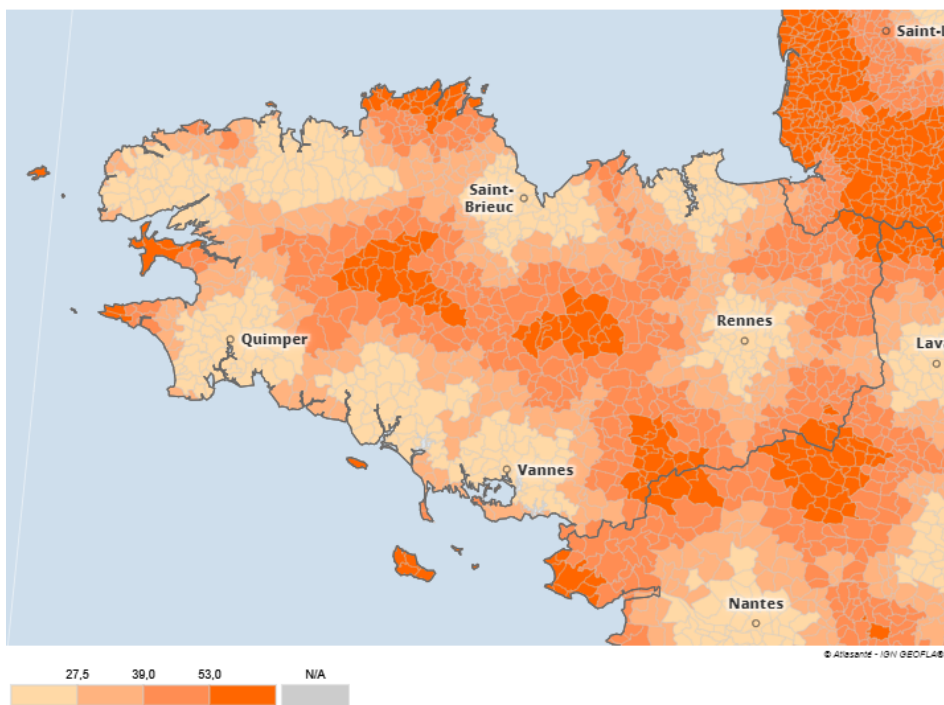 Saint-
Saint-
Brieuc
Rennes
Lava
Quimper
Vannes
Nantes
© Atlasanté - IGN GEOFLA®
27,5 39,0 53,0 N/A